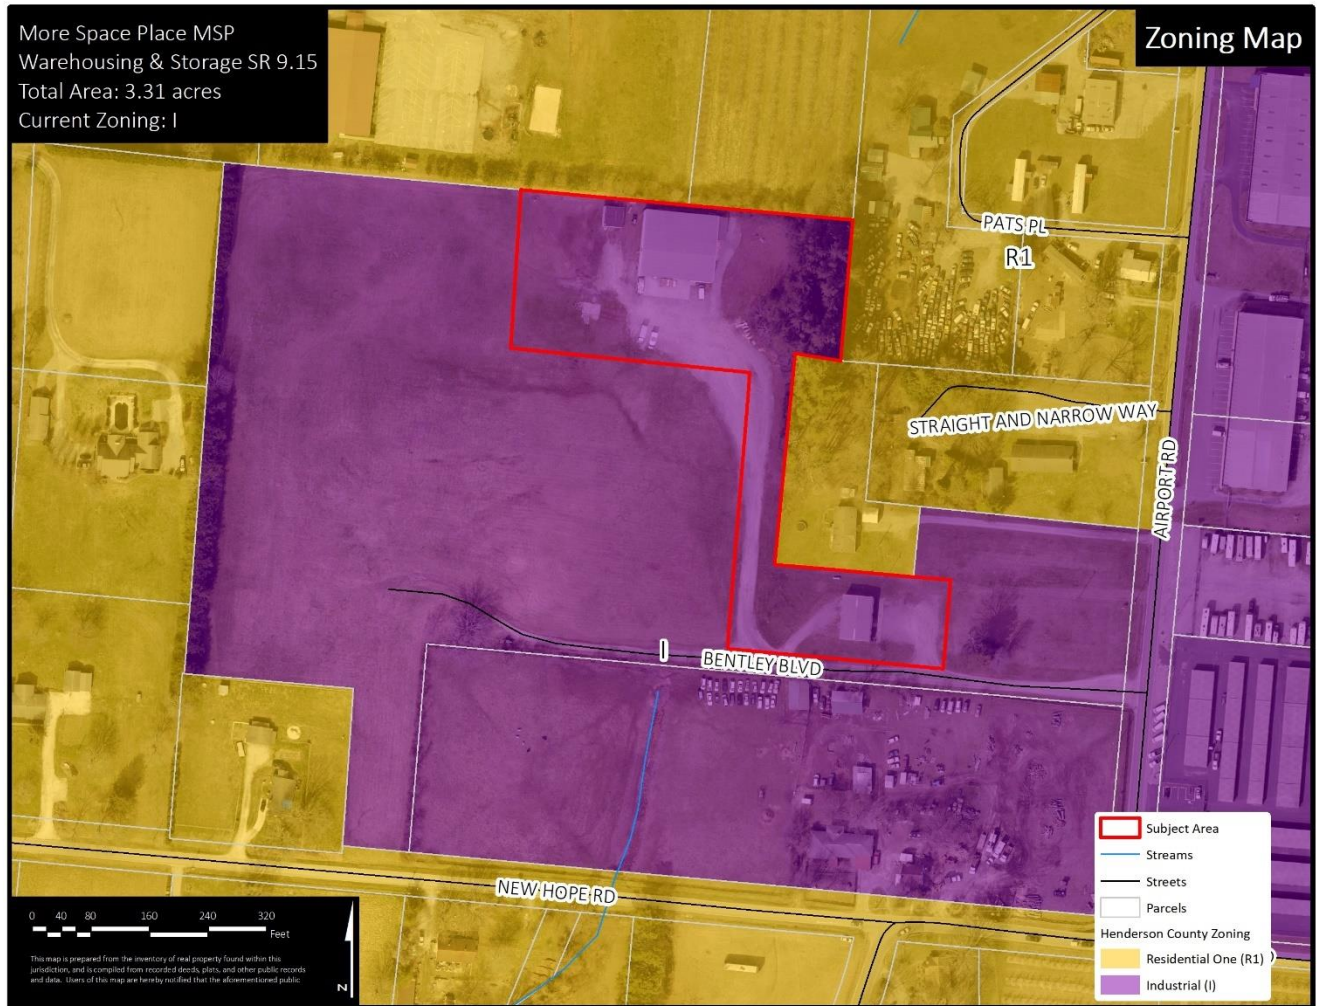 More Space Place MSP
Warehousing & Storage SR 9.15
Total Area: 3.31 acres
Current Zoning: I
Zoning Map
PATS PL
R1
STRAIGHT AND NARROW WAY
AIRPORT RD
I
BENTLEY BLVD
NEW HOPE RD
Subject Area
Streams
Streets
Parcels
Henderson County Zoning
Residential One (R1)
Industrial (I)
0 40 80 160 240 320
Feet
This map is prepared from the inventory of real property found within this
jurisdiction, and is compiled from recorded deeds, plats, and other public records
and data. Users of this map are hereby notified that the aforementioned public
N